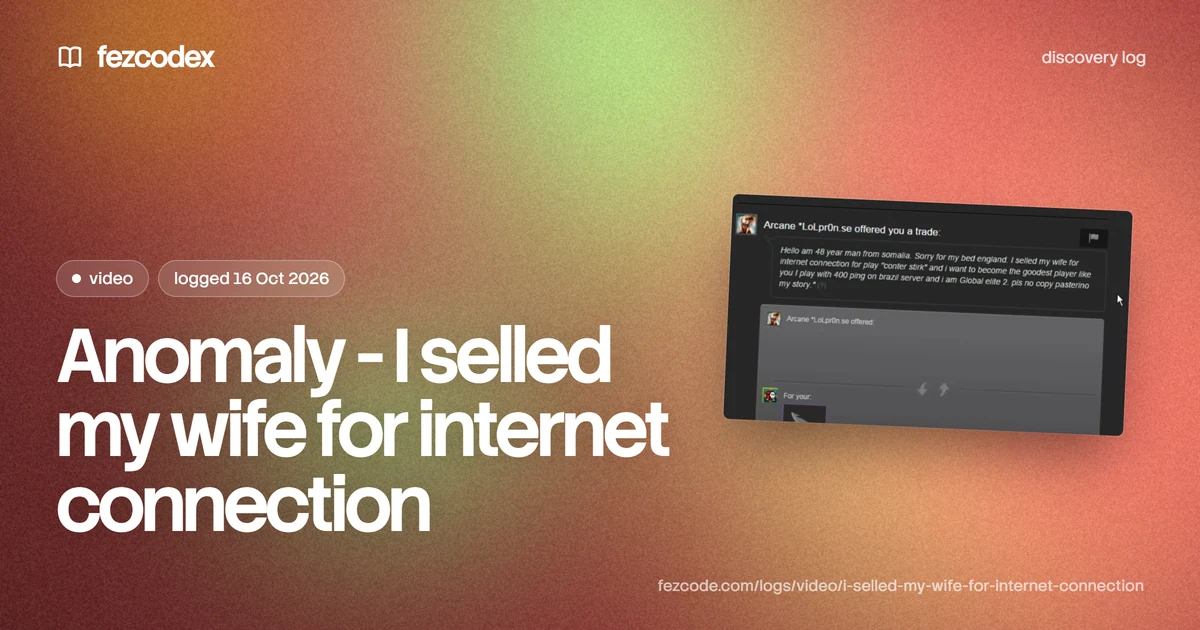 fezcodex
discovery log
video
logged 16 Oct 2026
Anomaly - I selled
my wife for internet
connection
Arcane *LoLpr0n.se offered you a trade:
Hello am 48 year man from somalia. Sorry for my bed england. I selled my wife for
internet connection for play "conter stirk" and i want to become the goodest player like
you I play with 400 ping on brazil server and i am Global elite 2. pls no copy pasterino
my story."
Arcane *LoLpr0n.se offered:
For your:
fezcode.com/logs/video/i-selled-my-wife-for-internet-connection